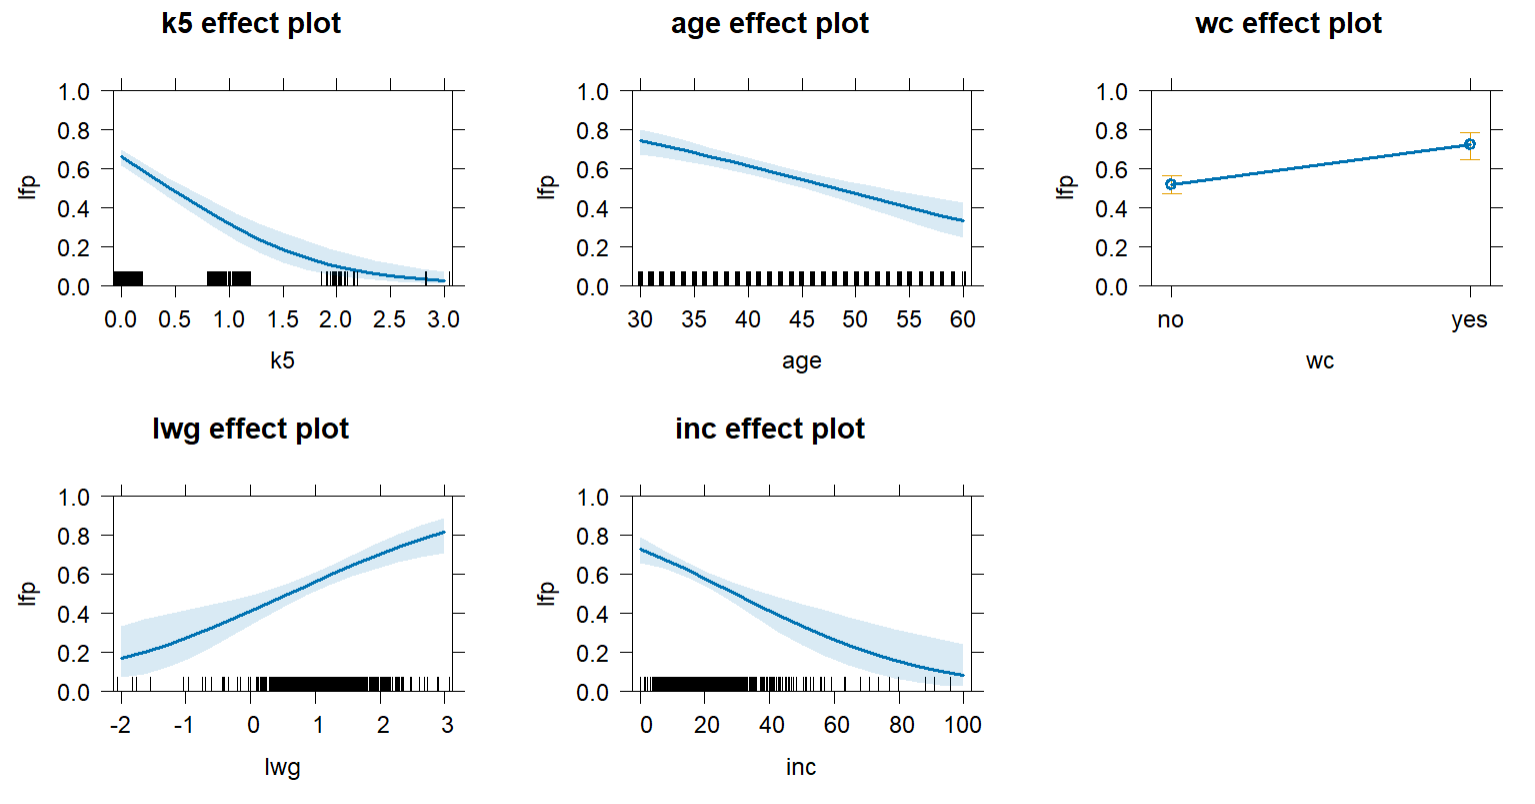 k5 effect plot
lfp
1.0
0.8
0.6
0.4
0.2
0.0
0.0 0.5 1.0 1.5 2.0 2.5 3.0
k5
age effect plot
lfp
1.0
0.8
0.6
0.4
0.2
0.0
30 35 40 45 50 55 60
age
wc effect plot
lfp
1.0
0.8
0.6
0.4
0.2
0.0
no yes
wc
lwg effect plot
lfp
1.0
0.8
0.6
0.4
0.2
0.0
-2 -1 0 1 2 3
lwg
inc effect plot
lfp
1.0
0.8
0.6
0.4
0.2
0.0
0 20 40 60 80 100
inc